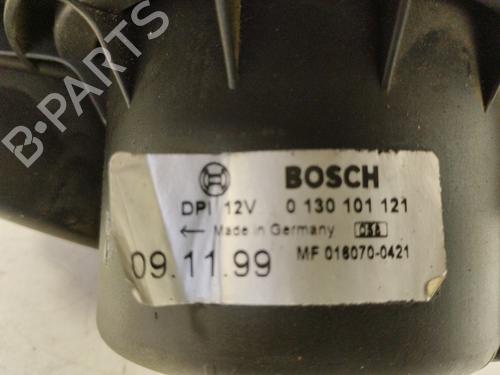 B-PARTS
BOSCH
DPI 12V 0 130 101 121
← Made in Germany
09.11.99 MF 016070-0421